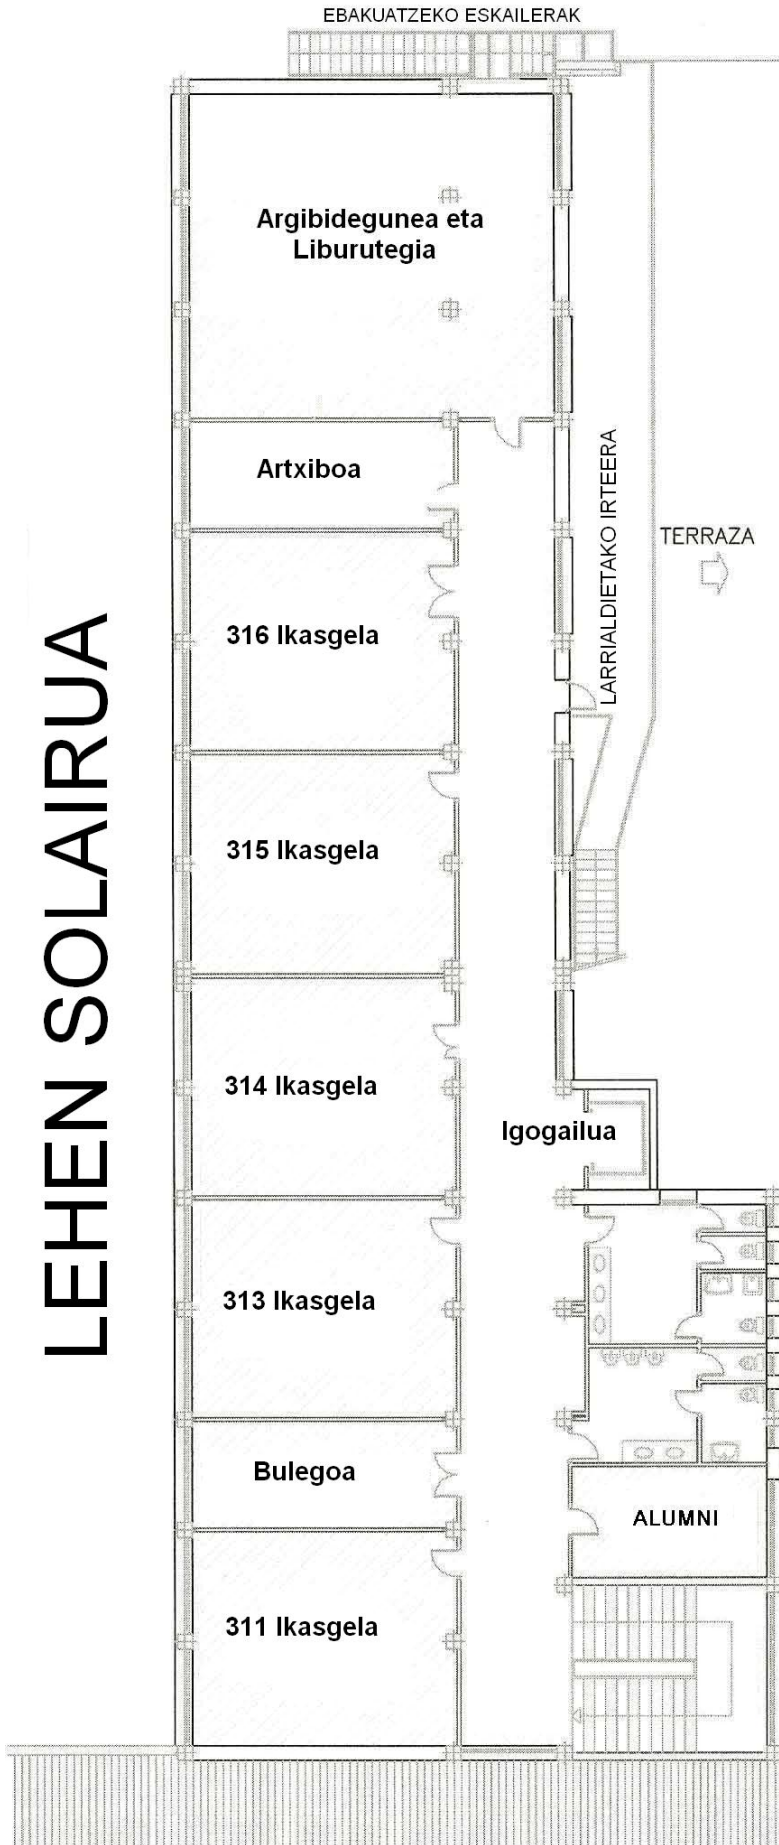 EBAKUATZEKO ESKAILERAK
Argibidegunea eta
Liburutegia
Artxiboa
LARRIALDIETAKO IRTEERA
TERRAZA
316 Ikasgela
LEHEN SOLAIRUA
315 Ikasgela
314 Ikasgela
Igogailua
313 Ikasgela
Bulegoa
ALUMNI
311 Ikasgela